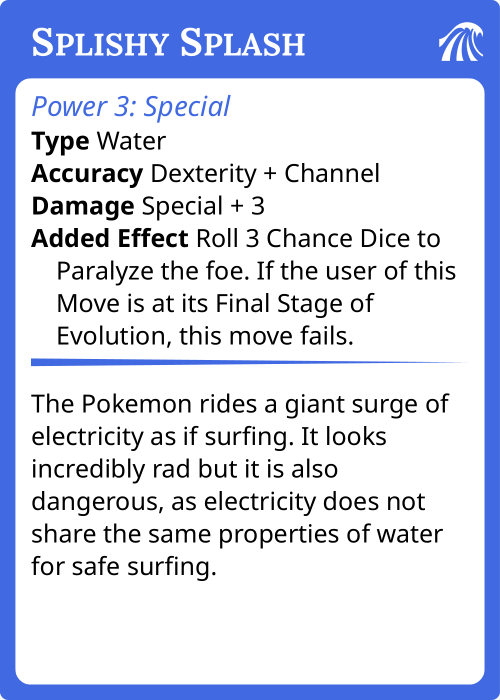 Splishy Splash
Power 3: Special
Type Water
Accuracy Dexterity + Channel
Damage Special + 3
Added Effect Roll 3 Chance Dice to
Paralyze the foe. If the user of this
Move is at its Final Stage of
Evolution, this move fails.
The Pokemon rides a giant surge of
electricity as if surfing. It looks
incredibly rad but it is also
dangerous, as electricity does not
share the same properties of water
for safe surfing.